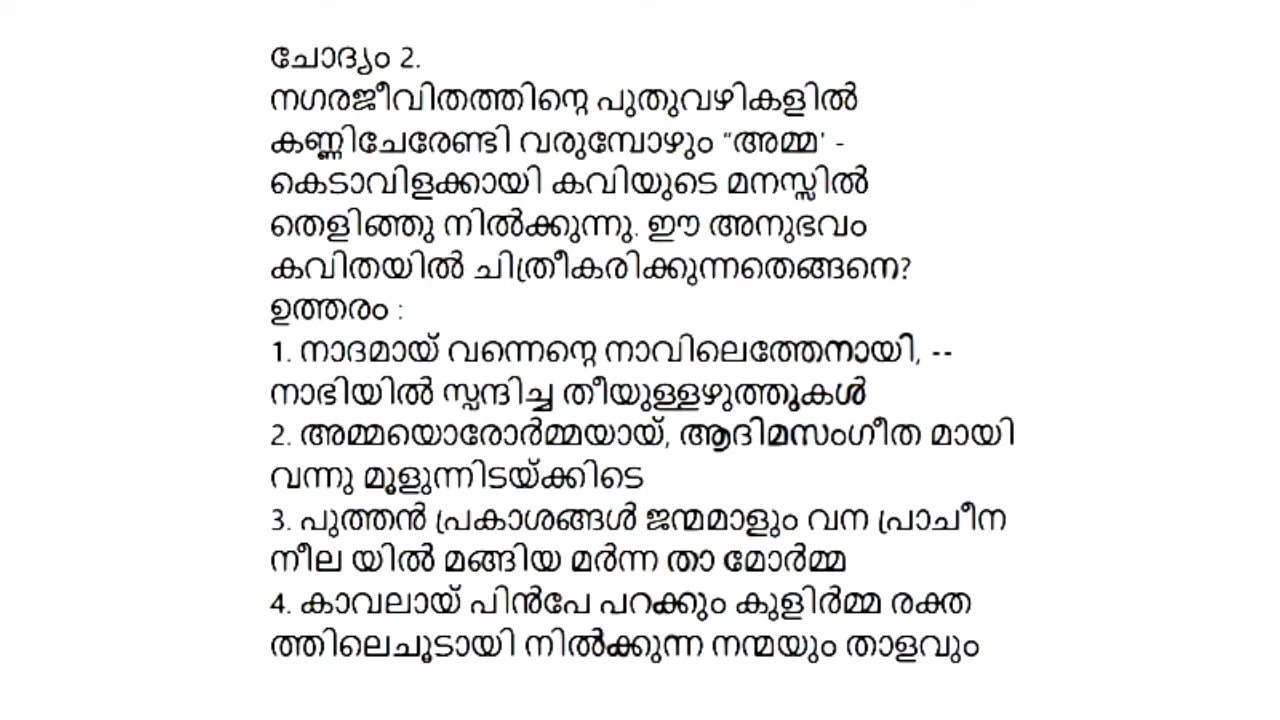 ചോദ്യം 2.
നഗരജീവിതത്തിന്റെ പുതുവഴികളിൽ
കണ്ണിചേരേണ്ടി വരുമ്പോഴും “അമ്മ' -
കെടാവിളക്കായി കവിയുടെ മനസ്സിൽ
തെളിഞ്ഞു നിൽക്കുന്നു. ഈ അനുഭവം
കവിതയിൽ ചിത്രീകരിക്കുന്നതെങ്ങനെ?
ഉത്തരം :
1. നാദമായ് വന്നെന്റെ നാവിലെത്തേനായി, --
നാഭിയിൽ സ്പന്ദിച്ച തീയുള്ളഴുത്തൂകൾ
2. അമ്മയൊരോർമ്മയായ്, ആദിമസംഗീത മായി
വന്നു മൂളുന്നിടയ്ക്കിടെ
3. പുത്തൻ പ്രകാശങ്ങൾ ജന്മമാളും വന പ്രാചീന
നീല യിൽ മങ്ങിയ മർന്ന താ മോർമ്മ
4. കാവലായ് പിൻപേ പറക്കും കുളിർമ്മ രക്ത
ത്തിലെചൂടായി നിൽക്കുന്ന നന്മയും താളവും